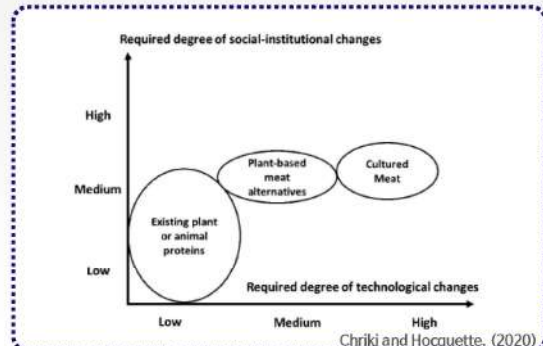 Required degree of social-institutional changes
High
Plant-based
meat
alternatives
Cultured
Meat
Medium
Existing plant
or animal
proteins
Low
Required degree of technological changes
Low
Medium
High
Chriki and Hocquette, (2020)